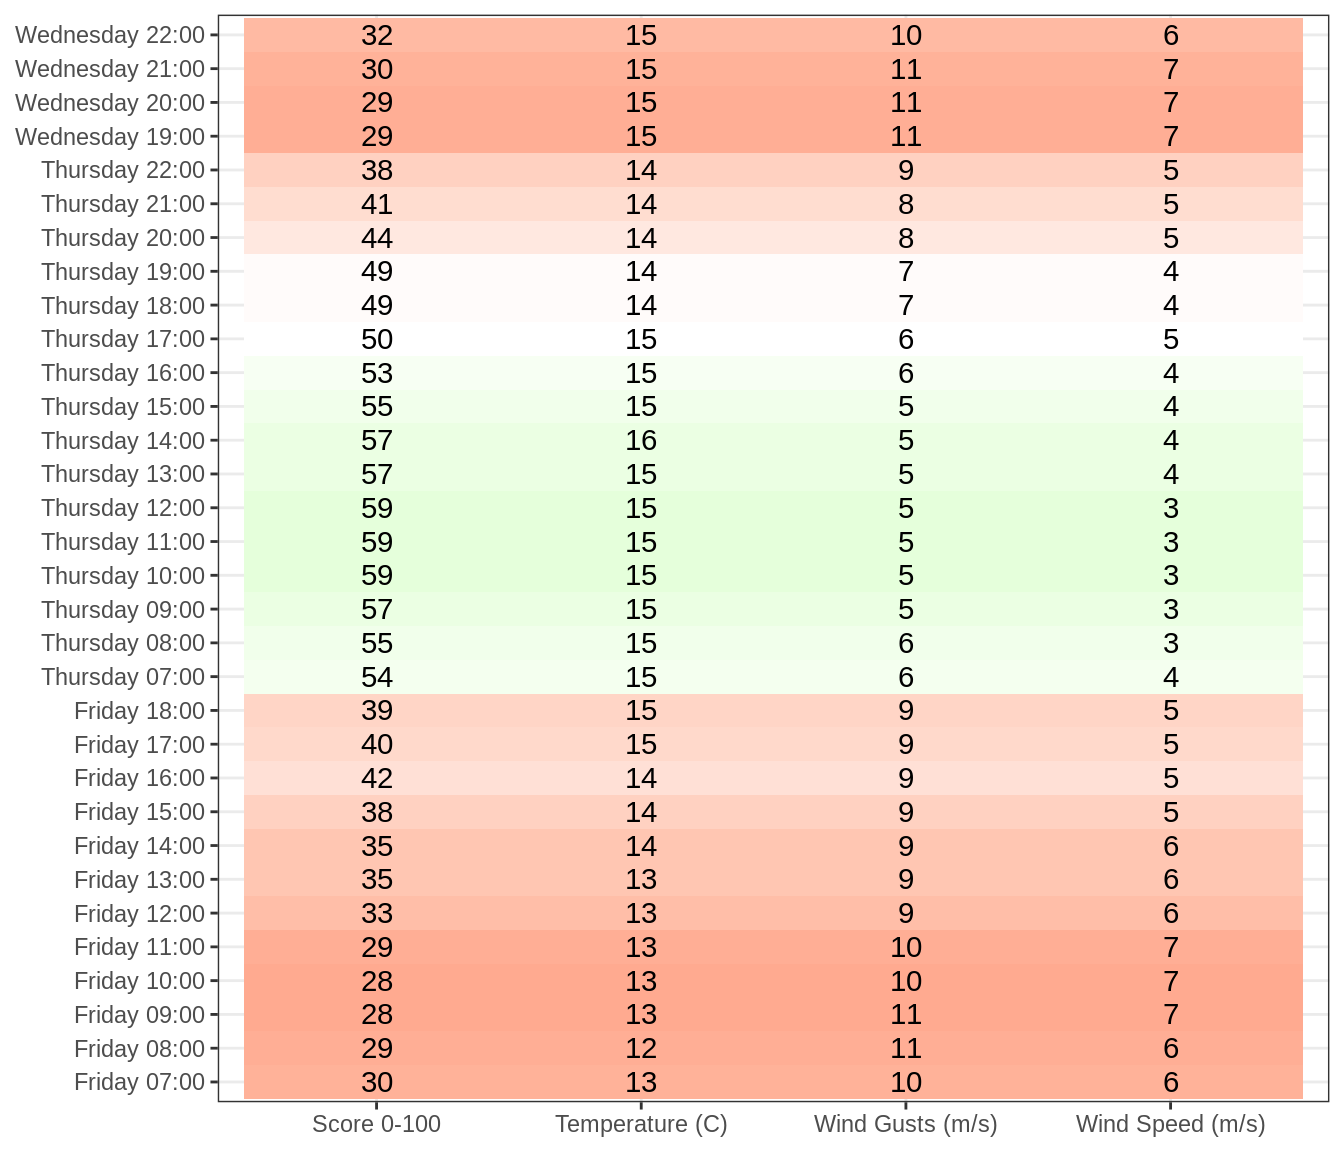 Wednesday 22:00 32 15 10 6
Wednesday 21:00 30 15 11 7
Wednesday 20:00 29 15 11 7
Wednesday 19:00 29 15 11 7
Thursday 22:00 38 14 9 5
Thursday 21:00 41 14 8 5
Thursday 20:00 44 14 8 5
Thursday 19:00 49 14 7 4
Thursday 18:00 49 14 7 4
Thursday 17:00 50 15 6 5
Thursday 16:00 53 15 6 4
Thursday 15:00 55 15 5 4
Thursday 14:00 57 16 5 4
Thursday 13:00 57 15 5 4
Thursday 12:00 59 15 5 3
Thursday 11:00 59 15 5 3
Thursday 10:00 59 15 5 3
Thursday 09:00 57 15 5 3
Thursday 08:00 55 15 6 3
Thursday 07:00 54 15 6 4
Friday 18:00 39 15 9 5
Friday 17:00 40 15 9 5
Friday 16:00 42 14 9 5
Friday 15:00 38 14 9 5
Friday 14:00 35 14 9 6
Friday 13:00 35 13 9 6
Friday 12:00 33 13 9 6
Friday 11:00 29 13 10 7
Friday 10:00 28 13 10 7
Friday 09:00 28 13 11 7
Friday 08:00 29 12 11 6
Friday 07:00 30 13 10 6
Score 0-100 Temperature (C) Wind Gusts (m/s) Wind Speed (m/s)